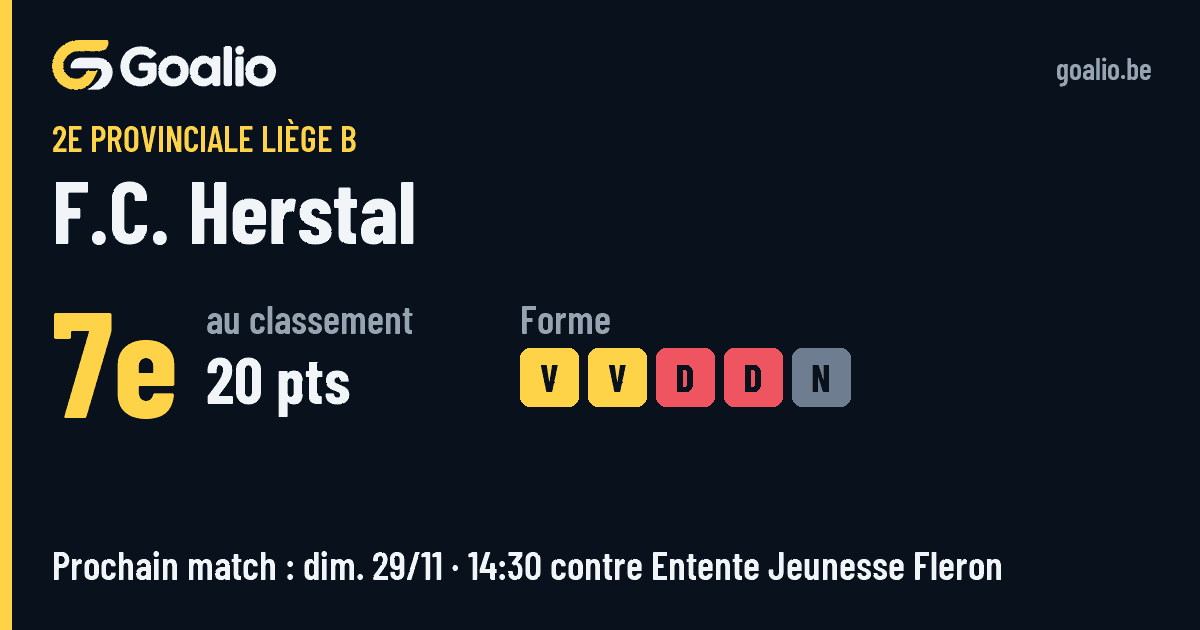 Goalio
goalio.be
2E PROVINCIALE LIÈGE B
F.C. Herstal
7e
au classement
20 pts
Forme
V V D D N
Prochain match : dim. 29/11 · 14:30 contre Entente Jeunesse Fleron